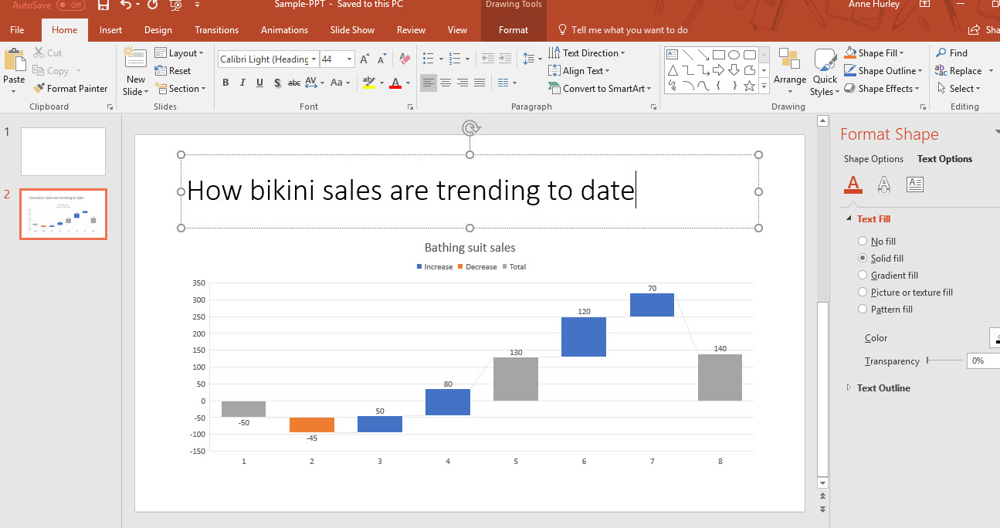 AutoSave Off Sample-PPT - Saved to this PC Drawing Tools Anne Hurley
File Home Insert Design Transitions Animations Slide Show Review View Format Tell me what you want to do
Cut
Copy
Format Painter
Paste
Clipboard
New
Slide
Layout
Reset
Section
Slides
Calibri Light (Heading 44
B I U S abc AV Aa
Font
Text Direction
Align Text
Convert to SmartArt
Paragraph
Arrange
Quick
Styles
Shape Fill
Shape Outline
Shape Effects
Drawing
Find
Replace
Select
Editing
1
2
How bikini sales are trending to date
Bathing suit sales
Increase Decrease Total
350
300
250
200
150
100
50
0
-50
-100
-150
-50
-45
50
80
130
120
70
140
1 2 3 4 5 6 7 8
Format Shape
Shape Options Text Options
Text Fill
No fill
Solid fill
Gradient fill
Picture or texture fill
Pattern fill
Color
Transparency 0%
Text Outline